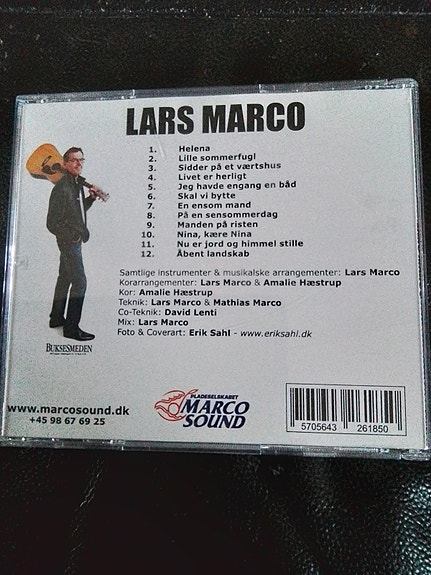 LARS MARCO
1. Helena
2. Lille sommerfugl
3. Sidder på et værtshus
4. Livet er herligt
5. Jeg havde engang en båd
6. Skal vi bytte
7. En ensom mand
8. På en sensommerdag
9. Manden på risten
10. Nina, kære Nina
11. Nu er jord og himmel stille
12. Åbent landskab
Samtlige instrumenter & musikalske arrangementer: Lars Marco
Korarrangementer: Lars Marco & Amalie Hæstrup
Kor: Amalie Hæstrup
Teknik: Lars Marco & Mathias Marco
Co-Teknik: David Lenti
Mix: Lars Marco
Foto & Coverart: Erik Sahl - www.eriksahl.dk
BUKSESMEDEN
www.marcosound.dk
+45 98 67 69 25
PLADESELSKABET
MARCO
SOUND
5705643 261850